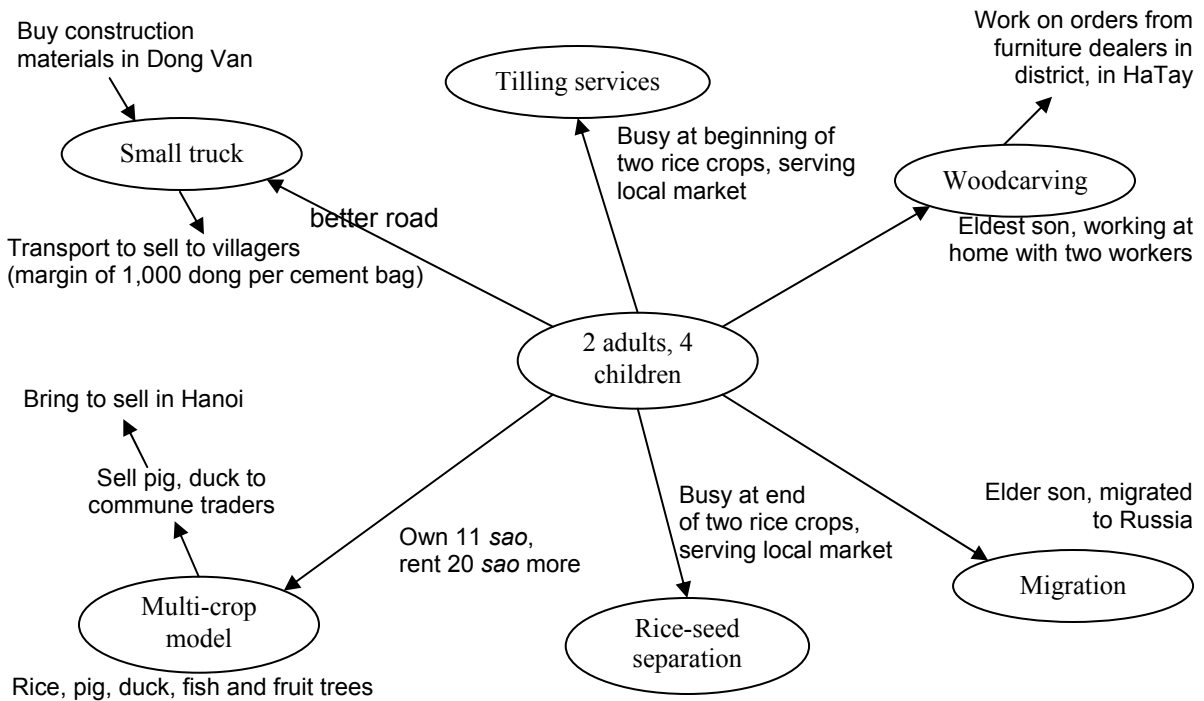 Buy construction
materials in Dong Van
Small truck
better road
Transport to sell to villagers
(margin of 1,000 dong per cement bag)
Tilling services
Busy at beginning of
two rice crops, serving
local market
Work on orders from
furniture dealers in
district, in HaTay
Woodcarving
Eldest son, working at
home with two workers
2 adults, 4
children
Bring to sell in Hanoi
Sell pig, duck to
commune traders
Own 11 sao,
rent 20 sao more
Multi-crop
model
Rice, pig, duck, fish and fruit trees
Busy at end
of two rice crops,
serving local market
Rice-seed
separation
Elder son, migrated
to Russia
Migration